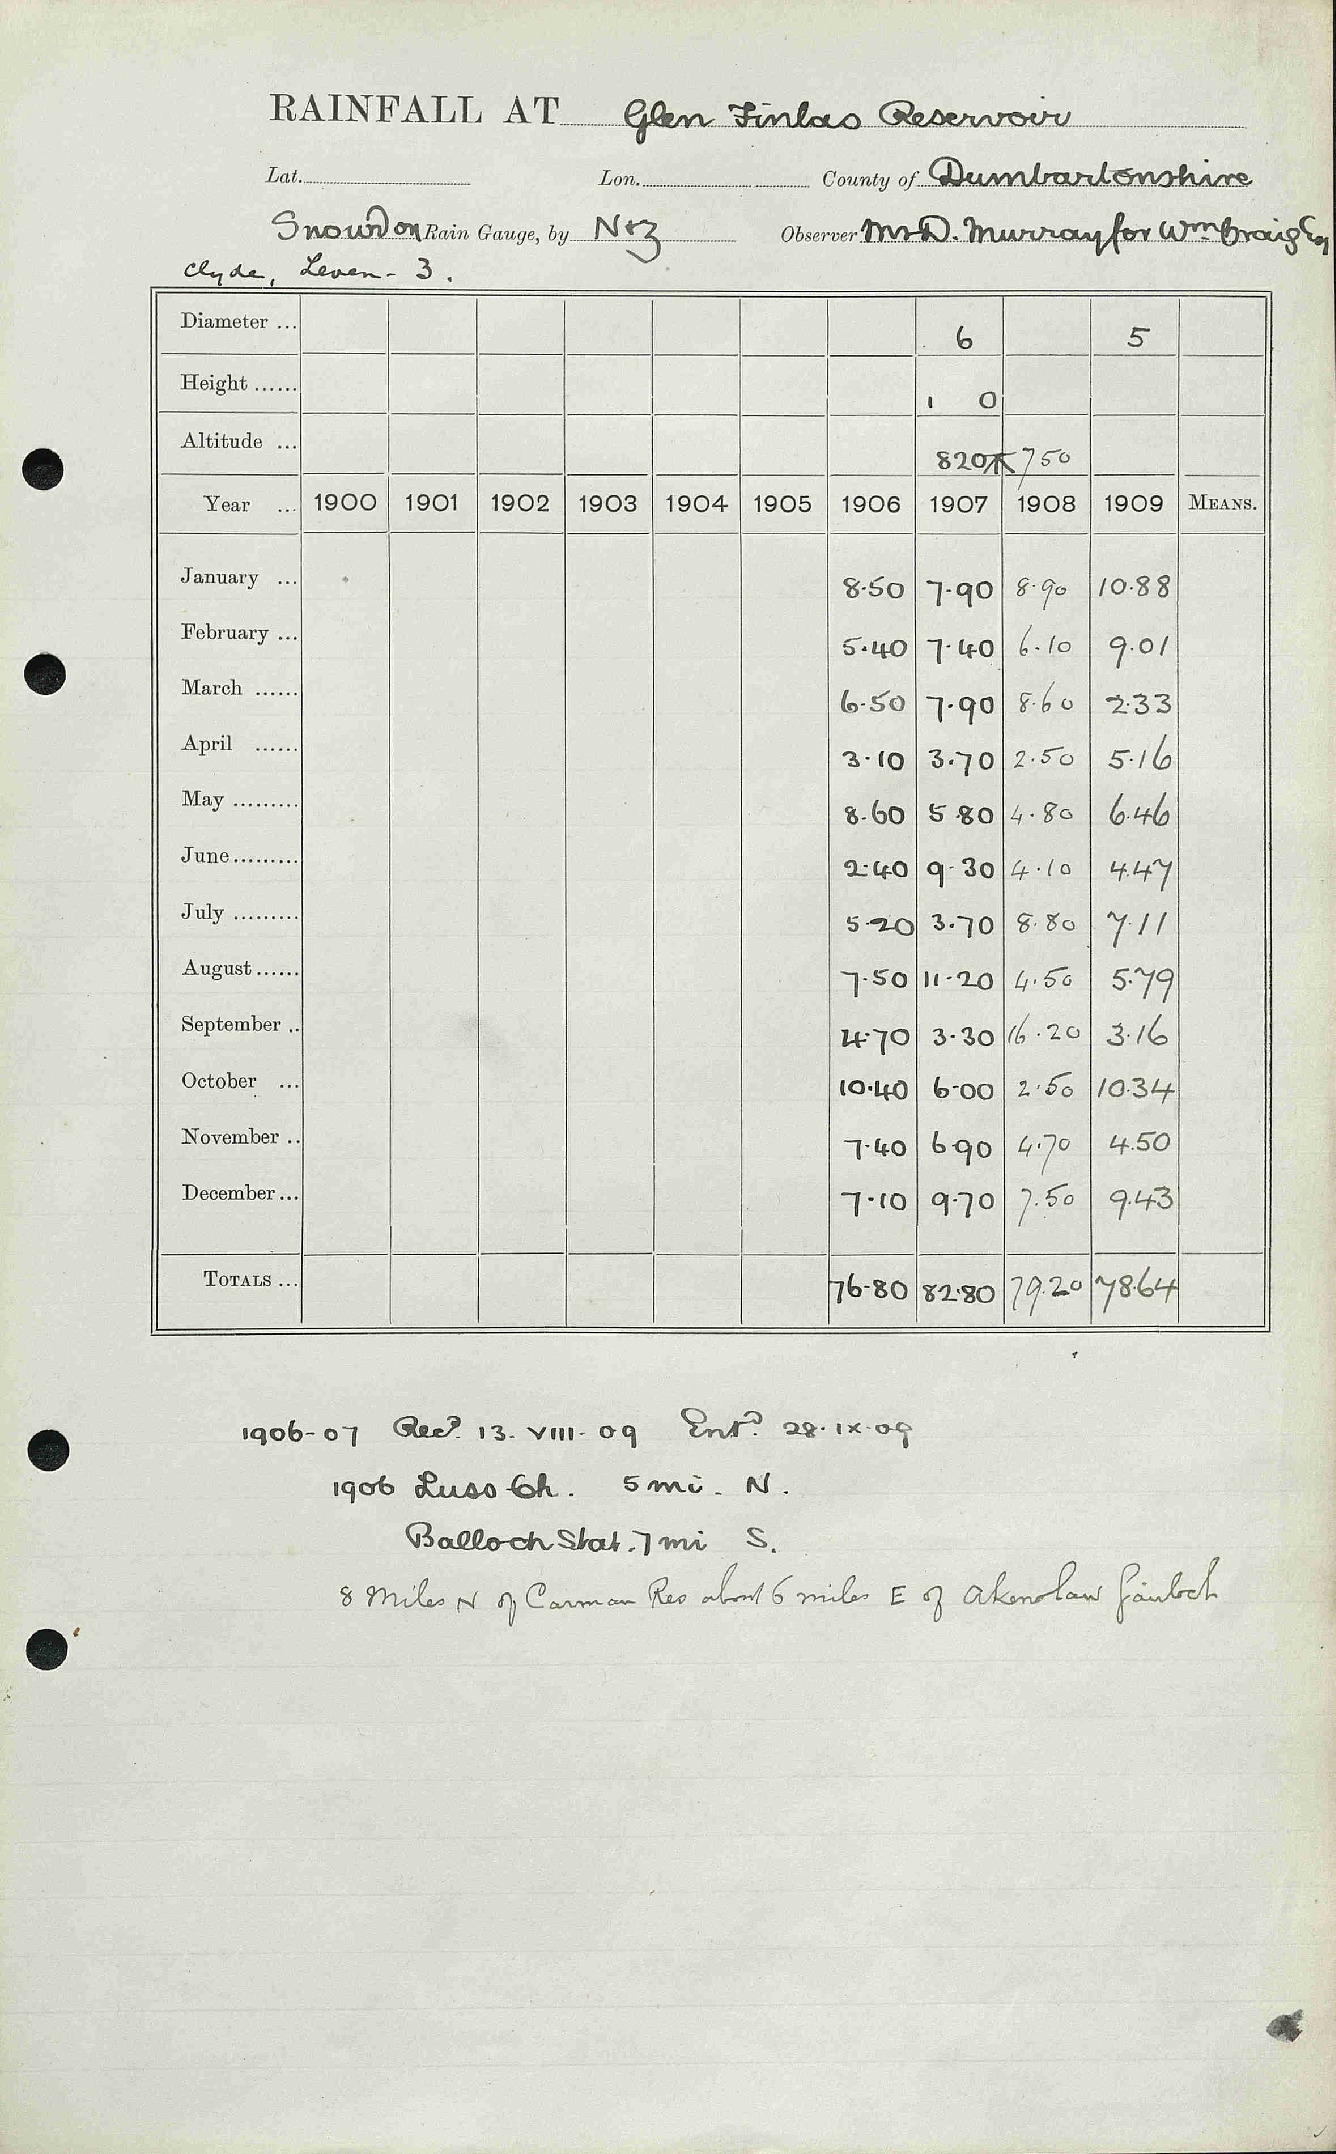 RAINFALL AT Glen Finlas Reservoir
Lat. Lon. County of Dumbartonshire
Snowdon Rain Gauge, by N & Z Observer Mr D. Murray for Wm Craig Esq
Clyde, Leven - 3.
Diameter ... 6 5
Height ...... 1 0
Altitude ... 820 750
Year ... 1900 1901 1902 1903 1904 1905 1906 1907 1908 1909 MEANS.
January ... 8.50 7.90 8.90 10.88
February ... 5.40 7.40 6.10 9.01
March ...... 6.50 7.90 8.60 2.33
April ...... 3.10 3.70 2.50 5.16
May ......... 8.60 5.80 4.80 6.46
June......... 2.40 9.30 4.10 4.47
July ......... 5.20 3.70 8.80 7.11
August...... 7.50 11.20 4.50 5.79
September .. 4.70 3.30 16.20 3.16
October ... 10.40 6.00 2.50 10.34
November .. 7.40 6.90 4.70 4.50
December... 7.10 9.70 7.50 9.43
TOTALS ... 76.80 82.80 79.20 78.64
1906-07 Recd. 13. VIII. 09 Entd. 28. IX. 09
1906 Luss Ch. 5 mi. N.
Balloch Stat. 7 mi S.
8 Miles N of Carman Res about 6 miles E of